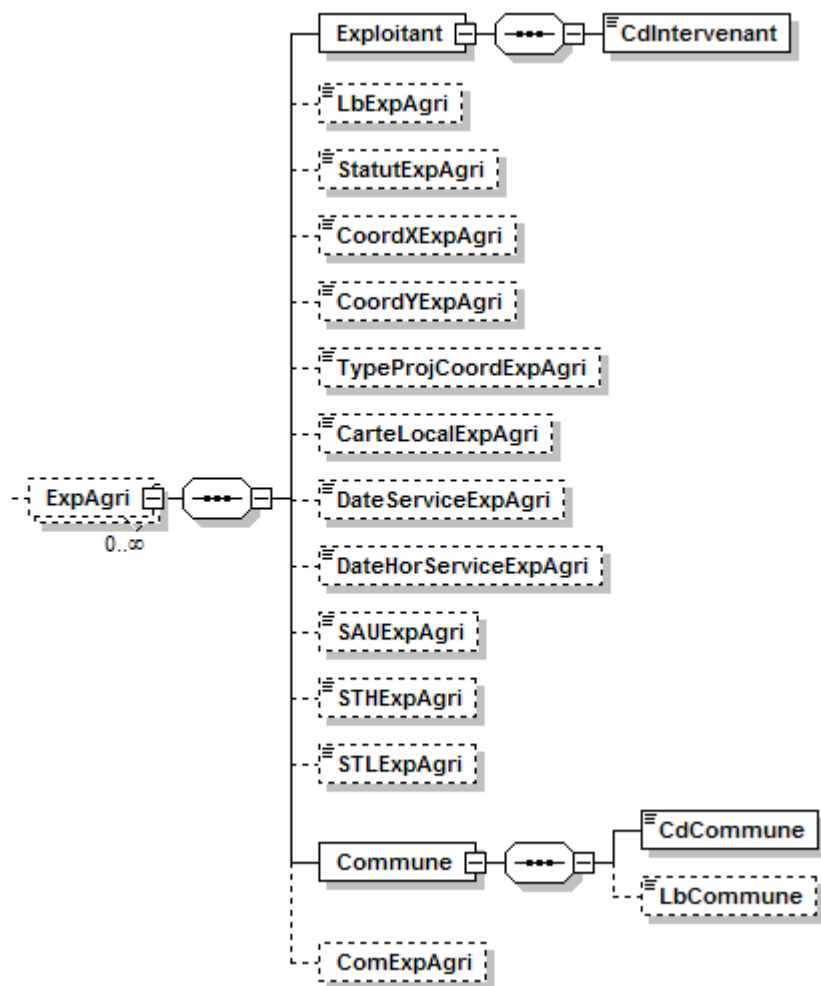 Exploitant
CdIntervenant
LbExpAgri
StatutExpAgri
CoordXExpAgri
CoordYExpAgri
TypeProjCoordExpAgri
CarteLocalExpAgri
ExpAgri
0..∞
DateServiceExpAgri
DateHorServiceExpAgri
SAUExpAgri
STHExpAgri
STLExpAgri
Commune
CdCommune
LbCommune
ComExpAgri